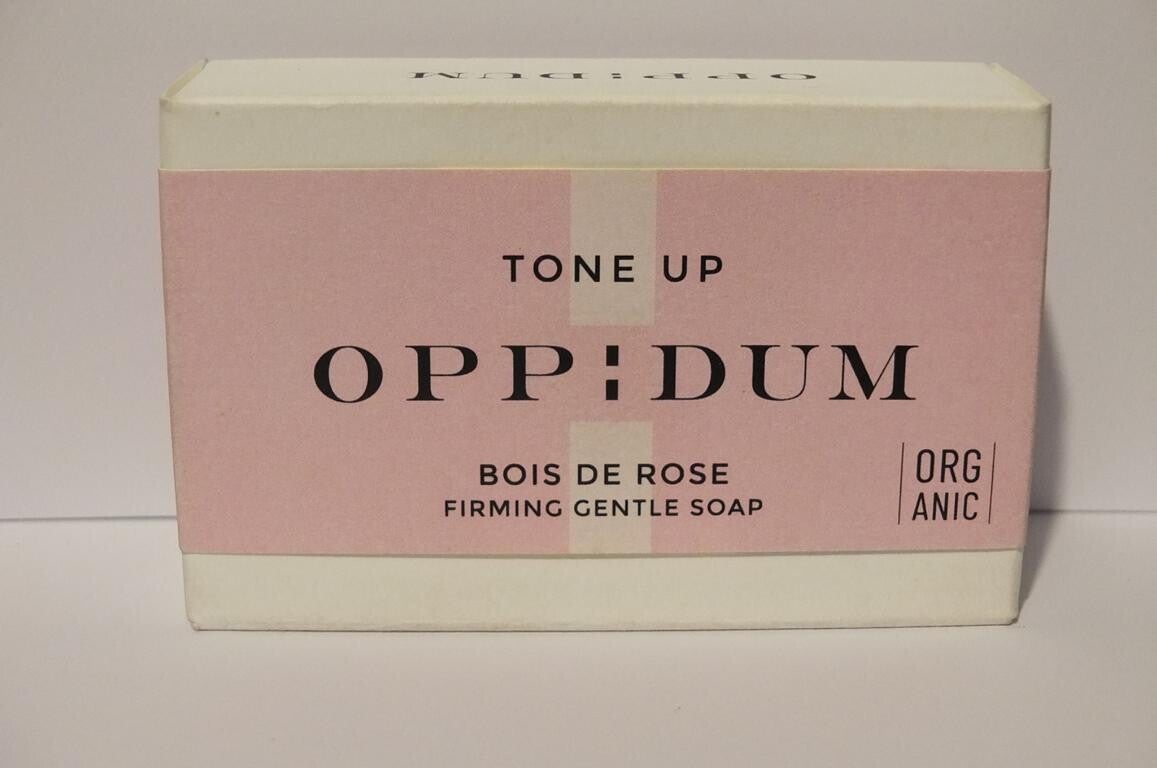 OPP:DUM
TONE UP
OPP:DUM
BOIS DE ROSE
FIRMING GENTLE SOAP
ORG
ANIC